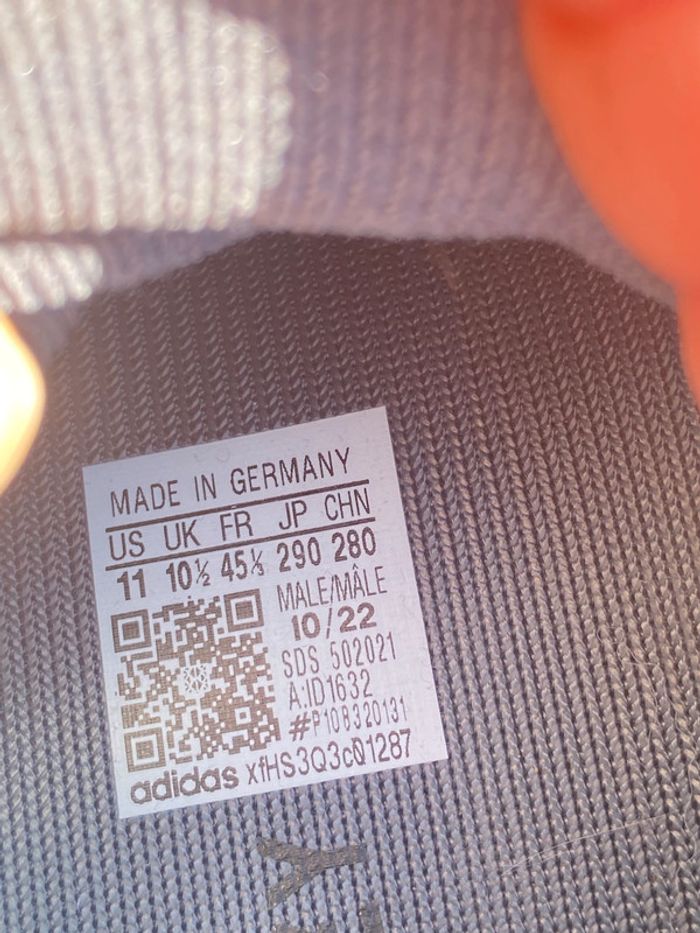 MADE IN GERMANY
US UK FR JP CHN
11 10½ 45⅓ 290 280
MALE/MÂLE
10/22
SDS 502021
A:ID1632
#P108320131
adidas xfHS3Q3cQ1287